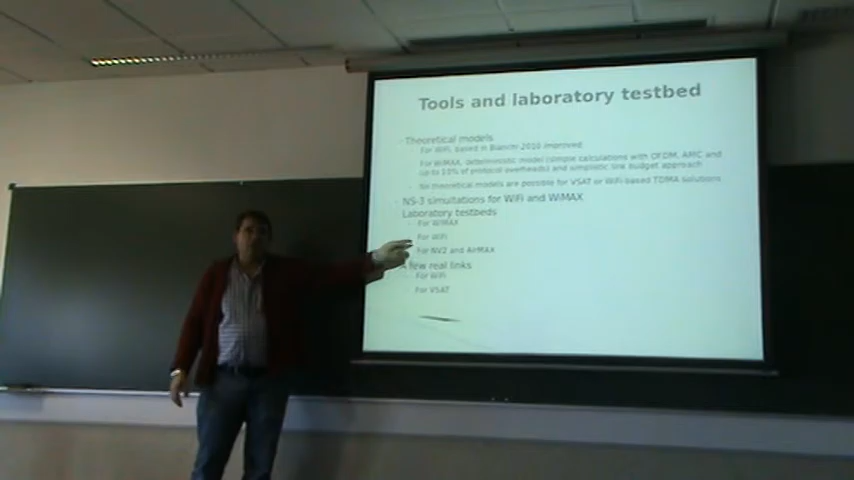 Tools and laboratory testbed
Theoretical models
For WiFi, based in Bianchi 2010 improved
For WiMAX, deterministic model (simple calculations with OFDM, AMC and
(up to 10% of protocol overheads) and simplistic link budget approach
No theoretical models are possible for VSAT or WiFi-based TDMA solutions
NS-3 simultations for WiFi and WiMAX
Laboratory testbeds
For WiMAX
For WiFi
For NV2 and AirMAX
A few real links
For WiFi
For VSAT